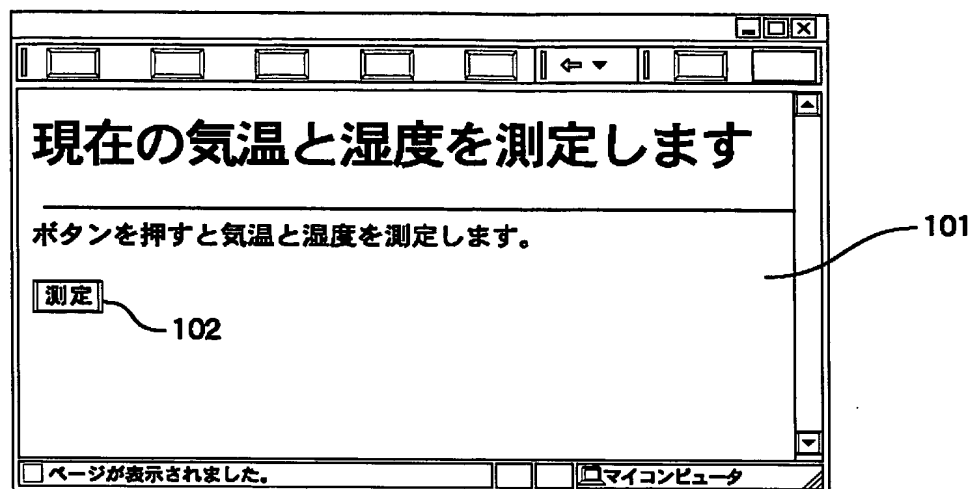 現在の気温と湿度を測定します
ボタンを押すと気温と湿度を測定します。
101
測定
102
ページが表示されました。
マイコンピュータ